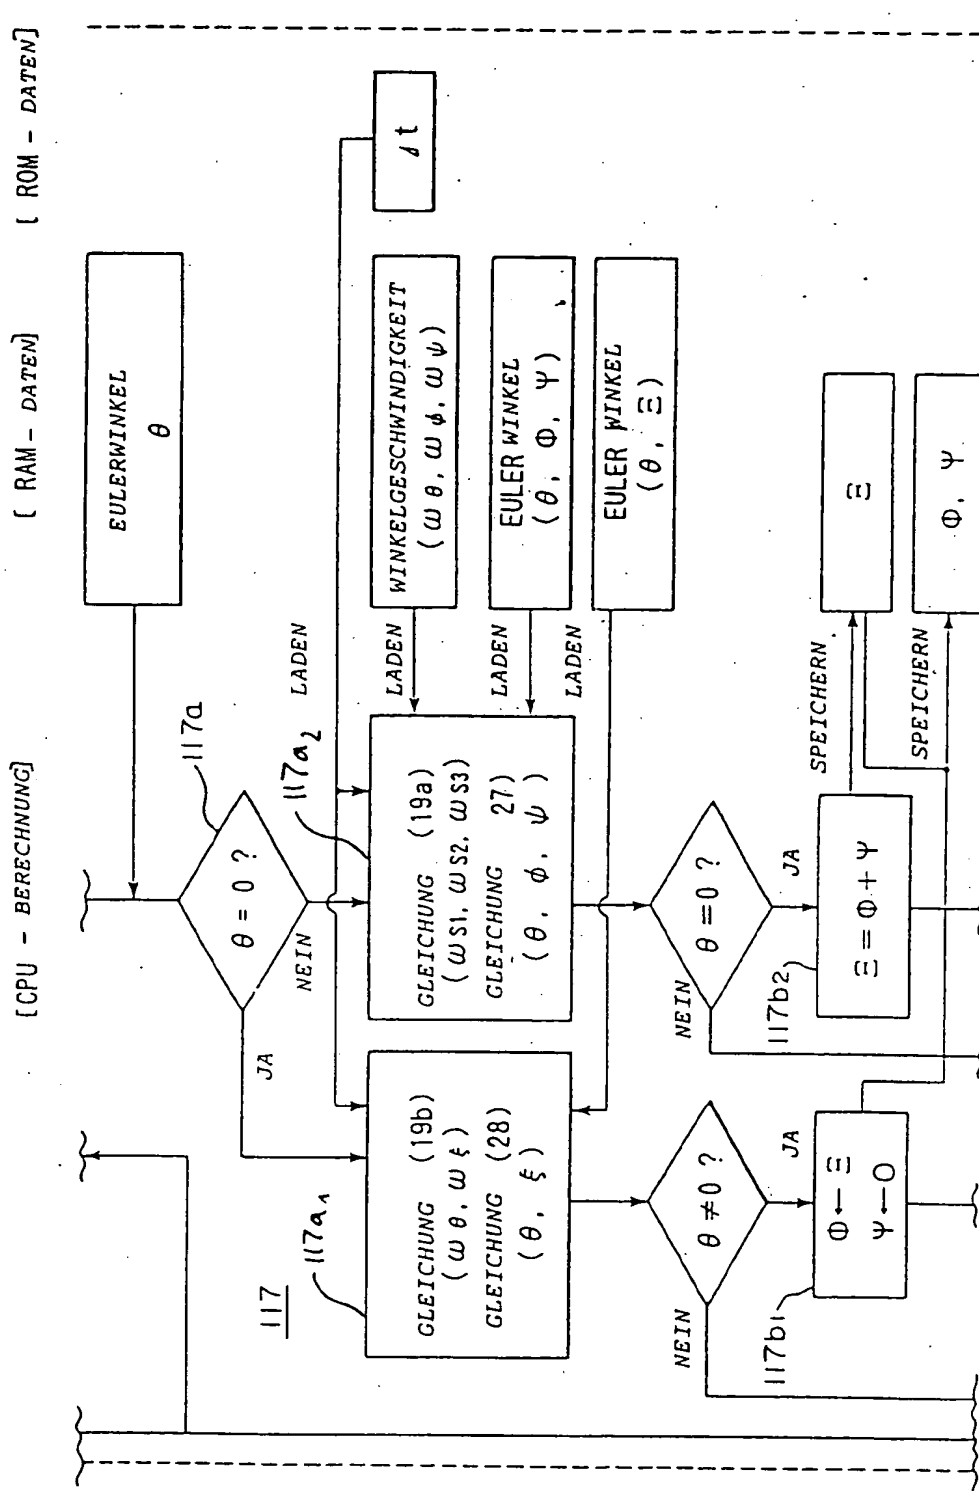 [CPU - BERECHNUNG]
[ RAM - DATEN]
[ ROM - DATEN]
EULERWINKEL
θ
117a
θ = 0 ?
JA
NEIN
LADEN
Δt
117
117a1
GLEICHUNG (19b)
(ωθ, ωξ)
GLEICHUNG (28)
(θ, ξ)
117a2
GLEICHUNG (19a)
(ωS1, ωS2, ωS3)
GLEICHUNG 27)
(θ, φ, ψ)
LADEN
WINKELGESCHWINDIGKEIT
(ωθ, ωφ, ωψ)
LADEN
EULER WINKEL
(θ, Φ, Ψ)
LADEN
EULER WINKEL
(θ, Ξ)
θ ≠ 0 ?
NEIN
JA
θ = 0 ?
NEIN
JA
117b1
Φ ← Ξ
Ψ ← 0
117b2
Ξ = Φ + Ψ
SPEICHERN
Ξ
SPEICHERN
Φ, Ψ